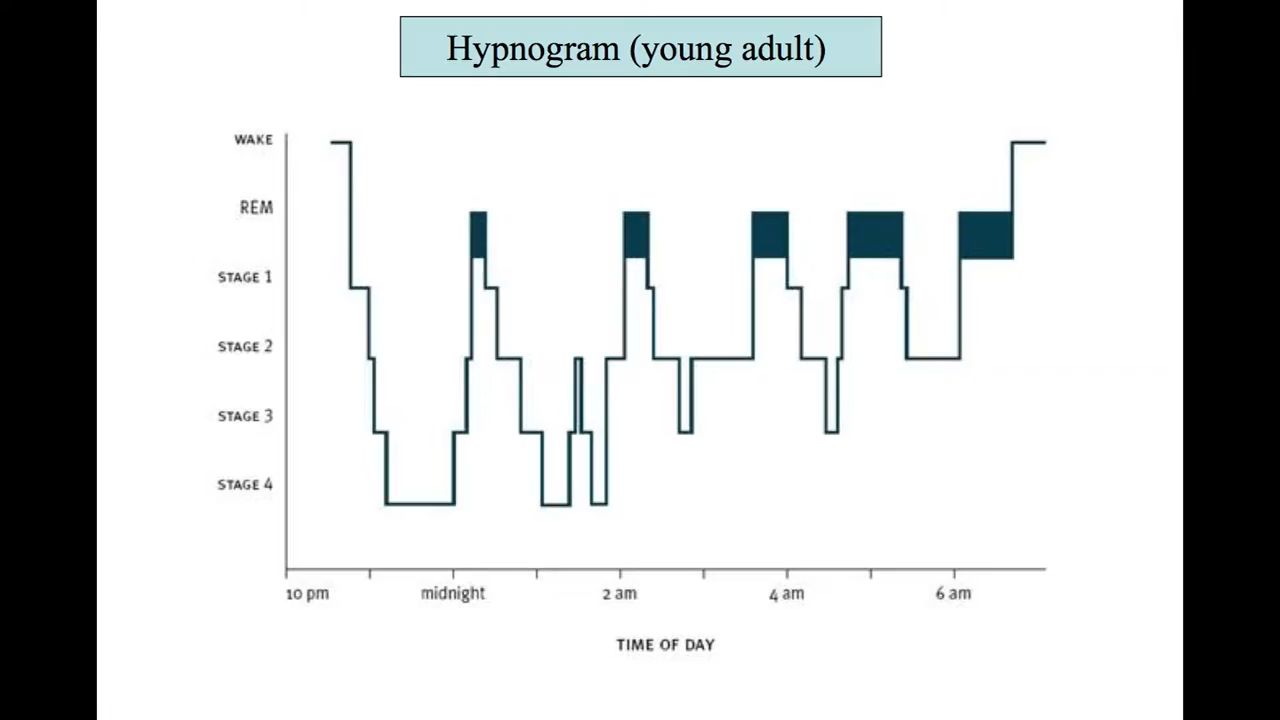 Hypnogram (young adult)
WAKE
REM
STAGE 1
STAGE 2
STAGE 3
STAGE 4
10 pm midnight 2 am 4 am 6 am
TIME OF DAY